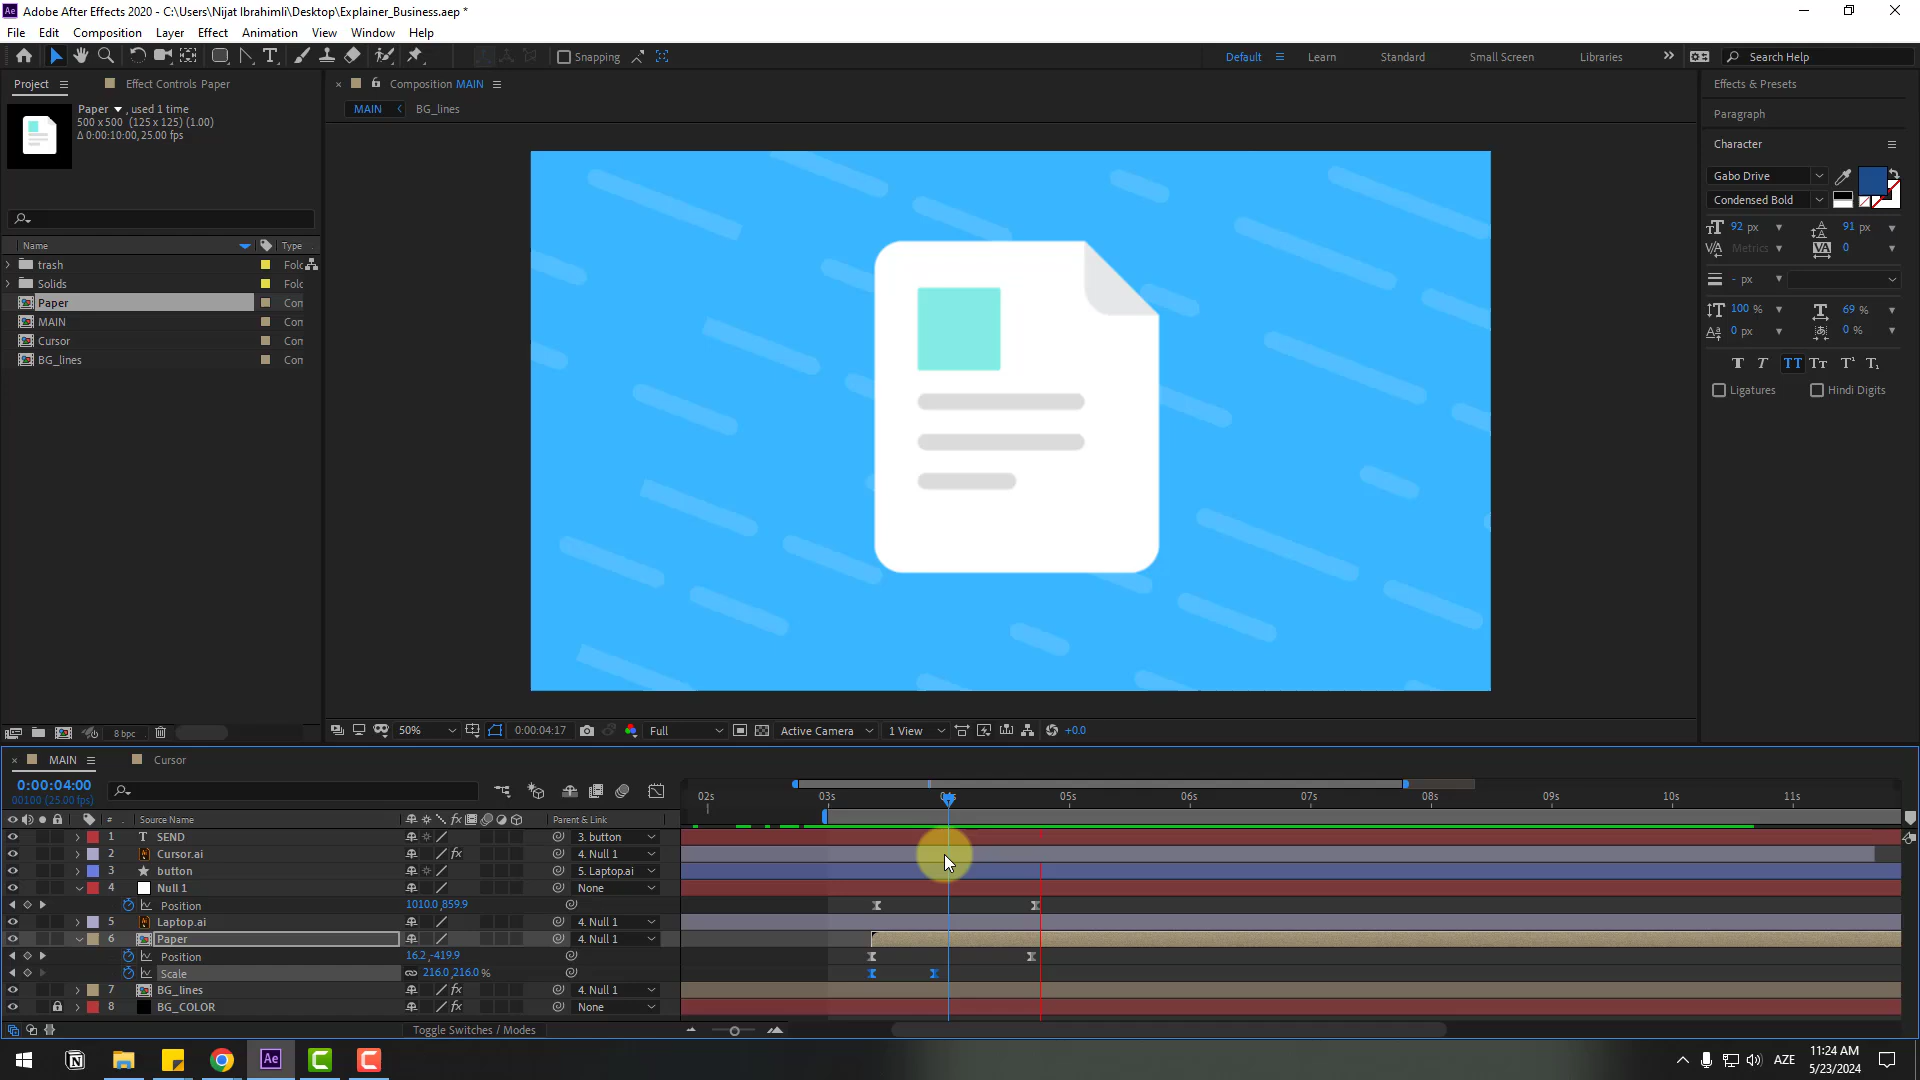 Adobe After Effects 2020 - C:\Users\Nijat Ibrahimli\Desktop\Explainer_Business.aep *
File Edit Composition Layer Effect Animation View Window Help
Snapping
Default Learn Standard Small Screen Libraries Search Help
Project Effect Controls Paper
Composition MAIN
Effects & Presets
Paper , used 1 time
500 x 500 (125 x 125) (1.00)
Δ 0:00:10:00, 25.00 fps
MAIN BG_lines
Paragraph
Character
Gabo Drive
Condensed Bold
92 px 91 px
Metrics 0
- px
100 % 69 %
0 px 0 %
Ligatures Hindi Digits
Name Type
trash
Solids
Paper
MAIN
Cursor
BG_lines
8 bpc
50% 0:00:04:17 Full Active Camera 1 View +0.0
MAIN Cursor
0:00:04:00
00100 (25.00 fps)
02s 03s 05s 06s 07s 08s 09s 10s 11s
# Source Name Parent & Link
1 SEND 3. button
2 Cursor.ai 4. Null 1
3 button 5. Laptop.ai
4 Null 1 None
Position 1010.0,859.9
5 Laptop.ai 4. Null 1
6 Paper 4. Null 1
Position 16.2,-419.9
Scale 216.0,216.0 %
7 BG_lines 4. Null 1
8 BG_COLOR None
Toggle Switches / Modes
AZE
11:24 AM
5/23/2024